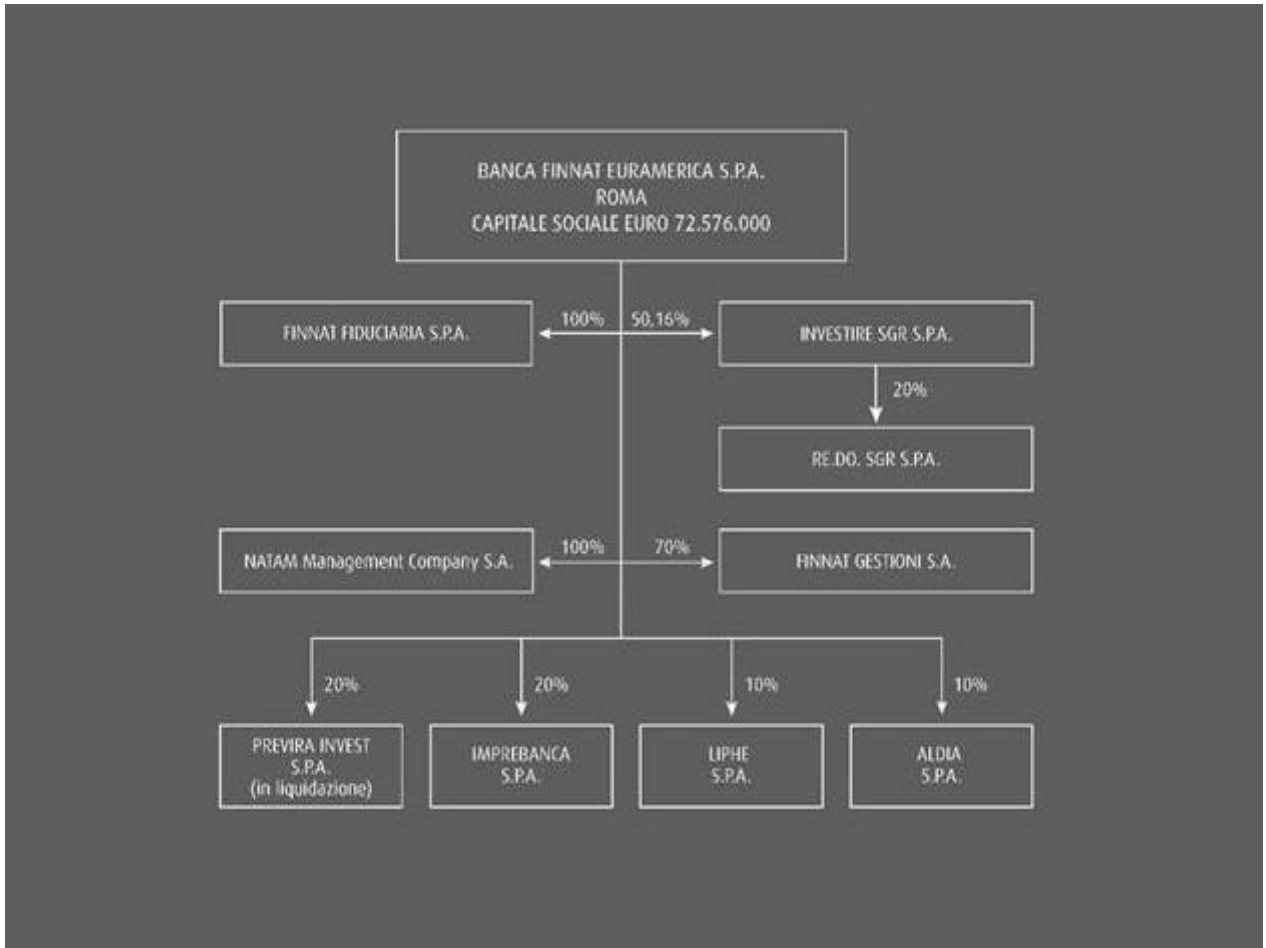 BANCA FINNAT EURAMERICA S.P.A.
ROMA
CAPITALE SOCIALE EURO 72.576.000
FINNAT FIDUCIARIA S.P.A.
100%
50,16%
INVESTIRE SGR S.P.A.
20%
RE.DO. SGR S.P.A.
NATAM Management Company S.A.
100%
70%
FINNAT GESTIONI S.A.
20%
20%
10%
10%
PREVIRA INVEST
S.P.A.
(in liquidazione)
IMPREBANCA
S.P.A.
LIPHE
S.P.A.
ALDIA
S.P.A.